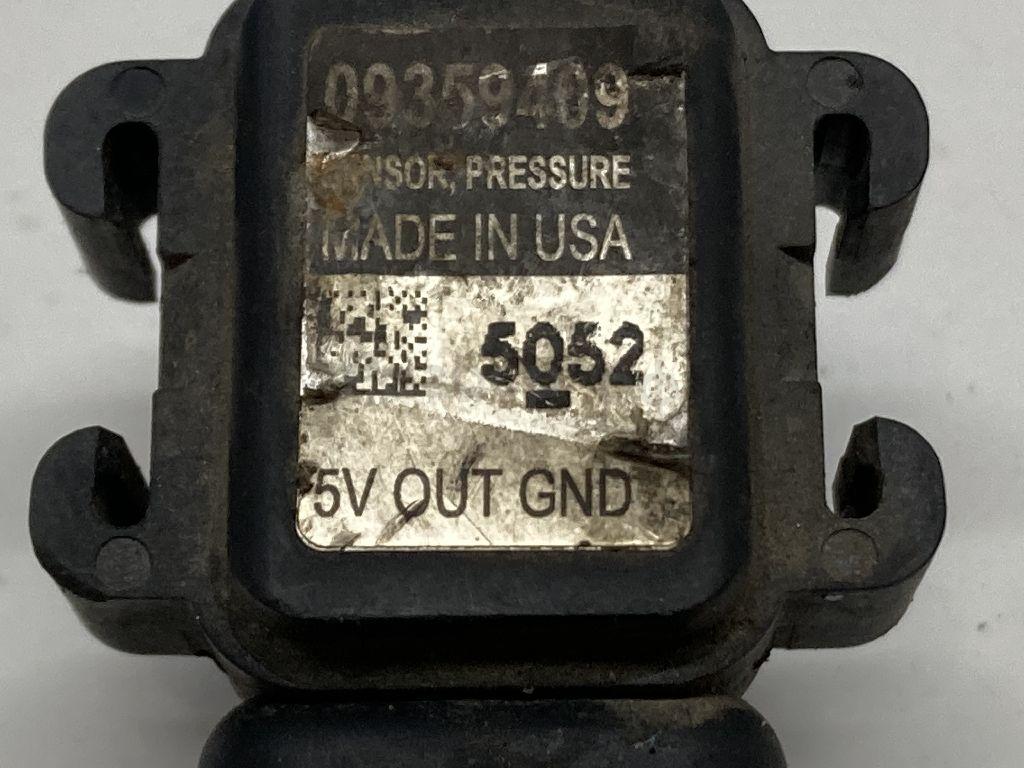 09359409
SENSOR, PRESSURE
MADE IN USA
5052
5V OUT GND